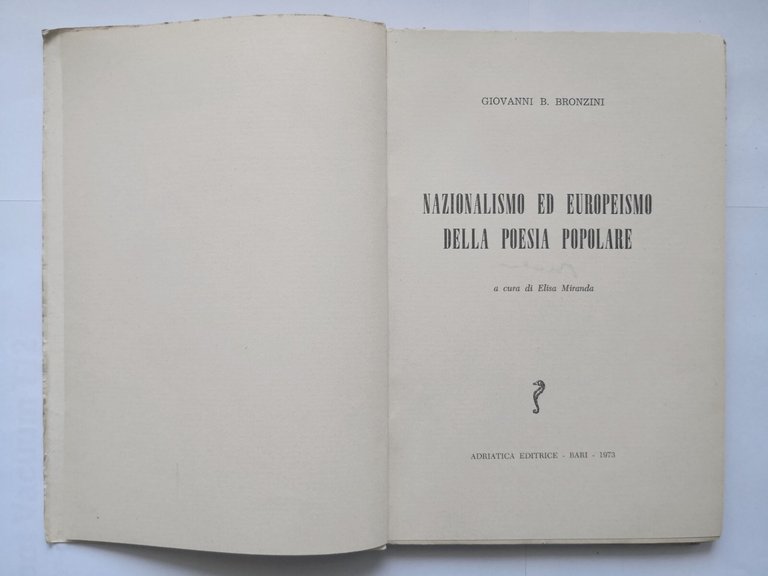 GIOVANNI B. BRONZINI
NAZIONALISMO ED EUROPEISMO
DELLA POESIA POPOLARE
a cura di Elisa Miranda
ADRIATICA EDITRICE - BARI - 1973